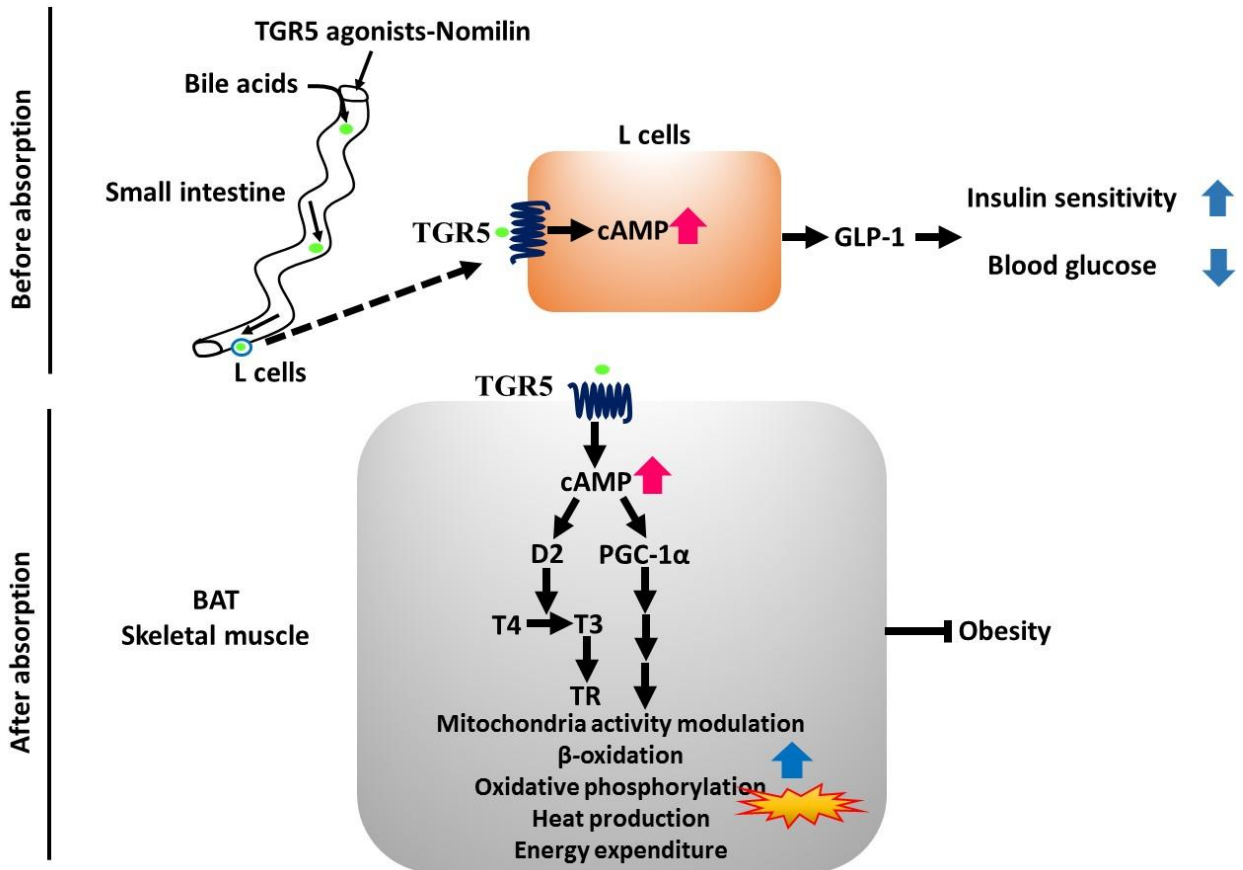 Before absorption
TGR5 agonists-Nomilin
Bile acids
Small intestine
L cells
L cells
TGR5
cAMP
GLP-1
Insulin sensitivity
Blood glucose
After absorption
BAT
Skeletal muscle
TGR5
cAMP
D2
PGC-1α
T4
T3
TR
Mitochondria activity modulation
β-oxidation
Oxidative phosphorylation
Heat production
Energy expenditure
Obesity